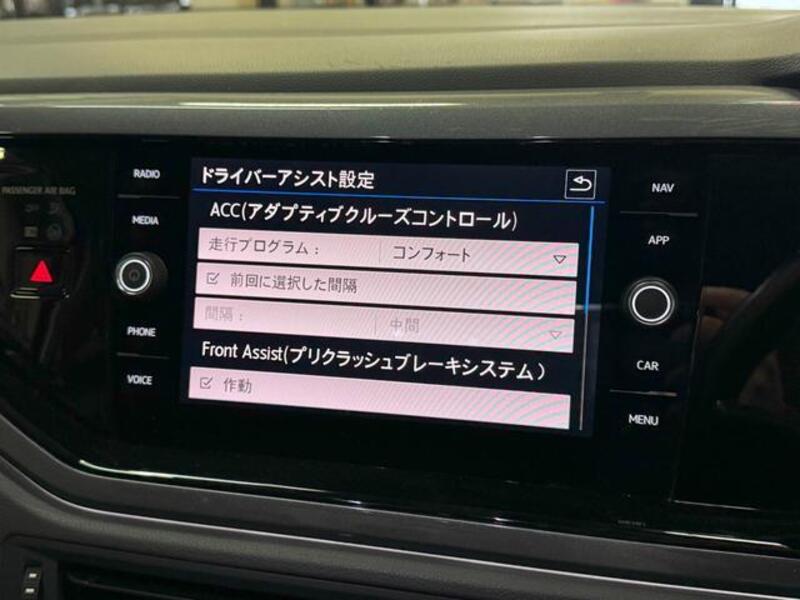 PASSENGER AIR BAG
RADIO
MEDIA
PHONE
VOICE
ドライバーアシスト設定
ACC(アダプティブクルーズコントロール)
走行プログラム : コンフォート
前回に選択した間隔
間隔 : 中間
Front Assist(プリクラッシュブレーキシステム)
作動
NAV
APP
CAR
MENU